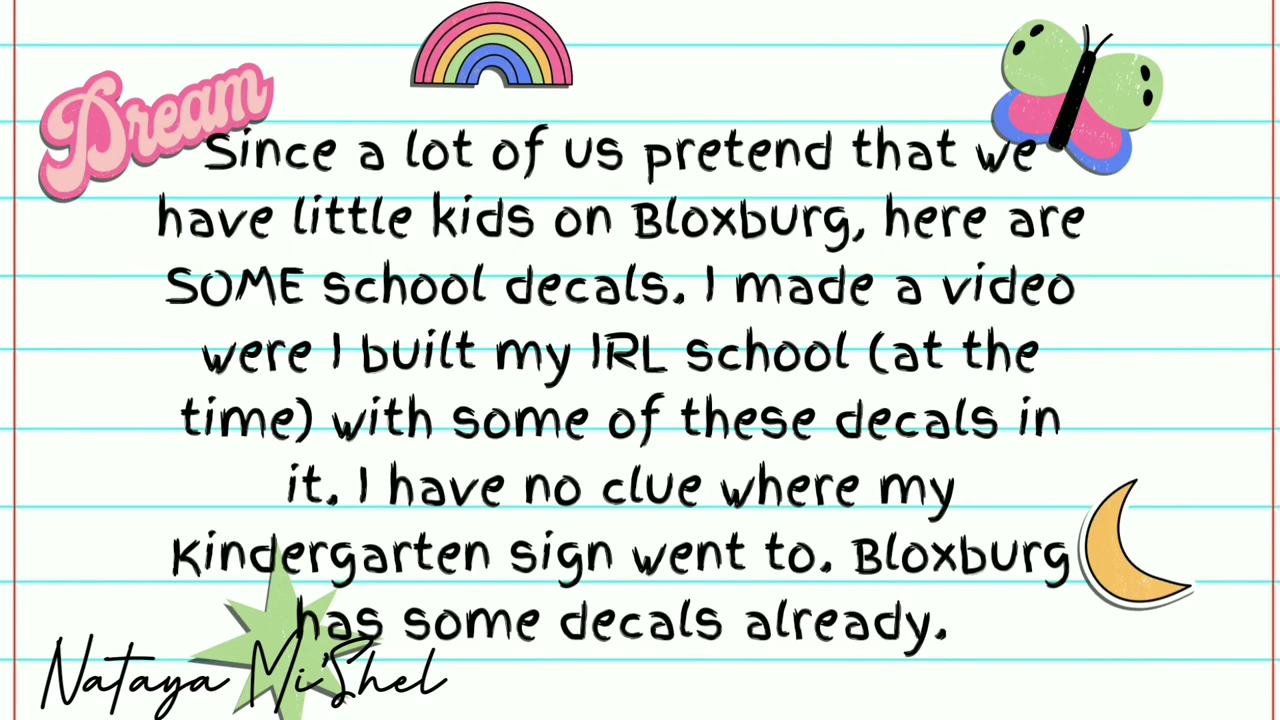 Dream
Since a lot of us pretend that we
have little kids on Bloxburg, here are
SOME school decals. I made a video
were I built my IRL school (at the
time) with some of these decals in
it. I have no clue where my
Kindergarten sign went to. Bloxburg
has some decals already.
Nataya Mi'Shel